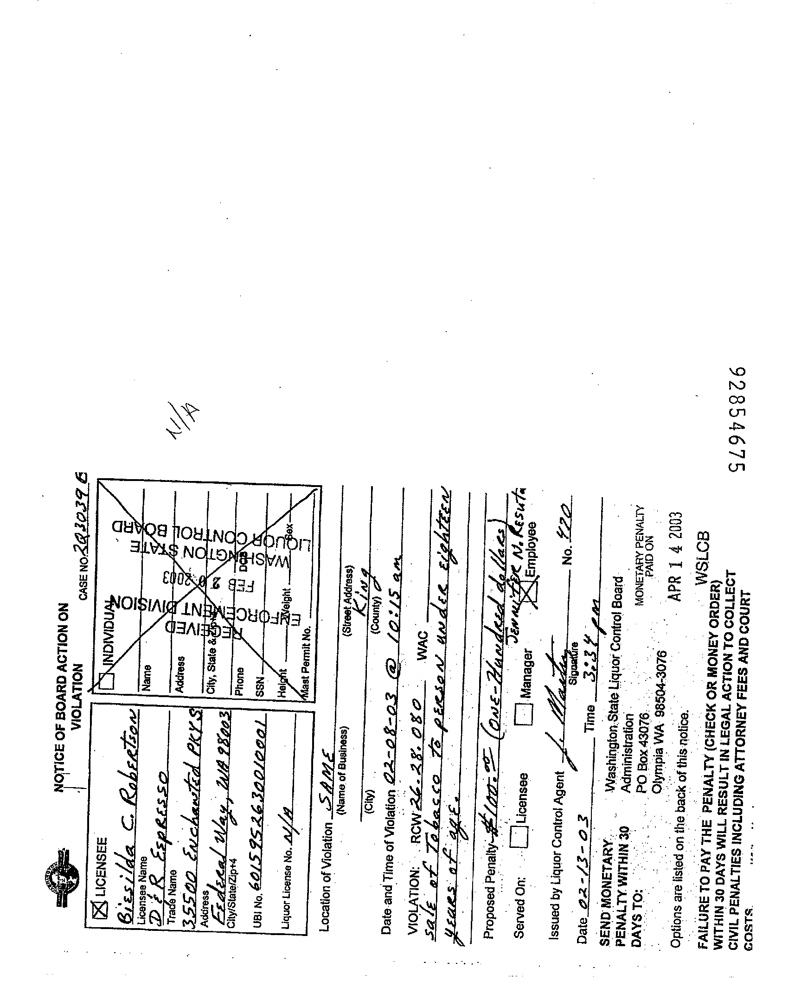 NOTICE OF BOARD ACTION ON
VIOLATION
CASE NO. 2Q3039E
LICENSEE
Biesilda C. Robertson
Licensee Name
D & R Espresso
Trade Name
35500 Enchanted PKY S
Address
Federal Way, WA 98003
City/State/Zip+4
UBI No. 6015952630010001
Liquor License No. N/A
INDIVIDUAL
Name
Address
City, State &
Phone
SSN
DOB
Height
Weight
Sex
Mast Permit No.
RECEIVED
ENFORCEMENT DIVISION
FEB 2 0 2003
WASHINGTON STATE
LIQUOR CONTROL BOARD
N/A
Location of Violation SAME
(Name of Business)
(Street Address)
King
(City)
(County)
Date and Time of Violation 02-08-03 @ 10:15 am
VIOLATION: RCW 26.28.080 WAC
sale of Tobacco to person under eighteen
years of age.
Proposed Penalty $100.00 (One-Hundred dollars)
Jennifer N. Resuta
Served On: Licensee Manager Employee
Issued by Liquor Control Agent J. Martin No. 420
Signature
Date 02-13-03 Time 3:34 pm
SEND MONETARY
PENALTY WITHIN 30
DAYS TO:
Washington State Liquor Control Board
Administration
PO Box 43076
Olympia WA 98504-3076
MONETARY PENALTY
PAID ON
APR 1 4 2003
WSLCB
Options are listed on the back of this notice.
FAILURE TO PAY THE PENALTY (CHECK OR MONEY ORDER)
WITHIN 30 DAYS WILL RESULT IN LEGAL ACTION TO COLLECT
CIVIL PENALTIES INCLUDING ATTORNEY FEES AND COURT
COSTS.
92854675